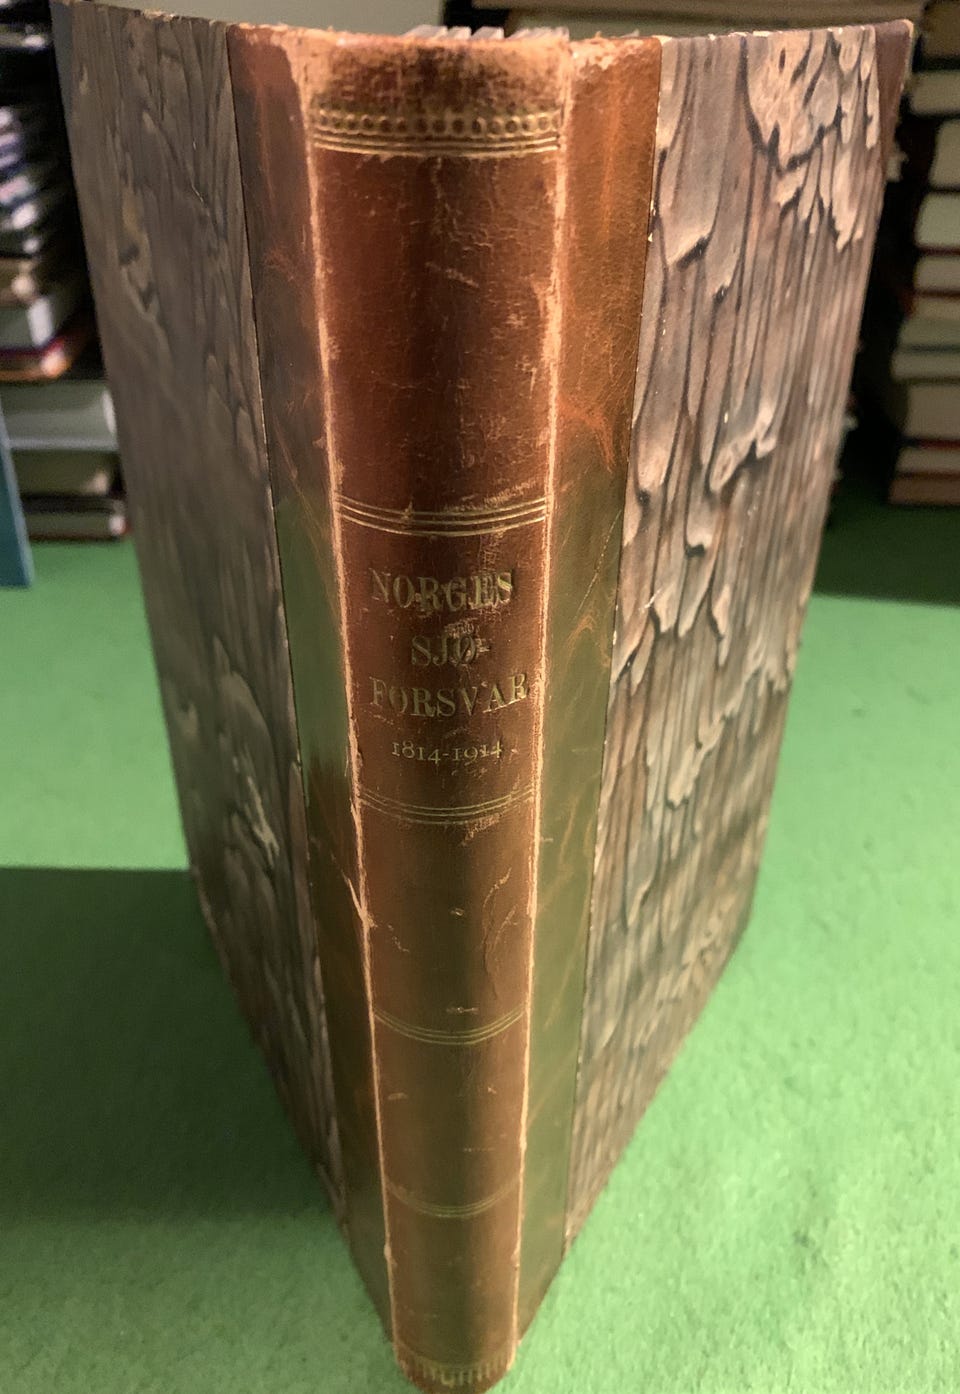 NORGES
SJØ-
FORSVAR
1814-1914